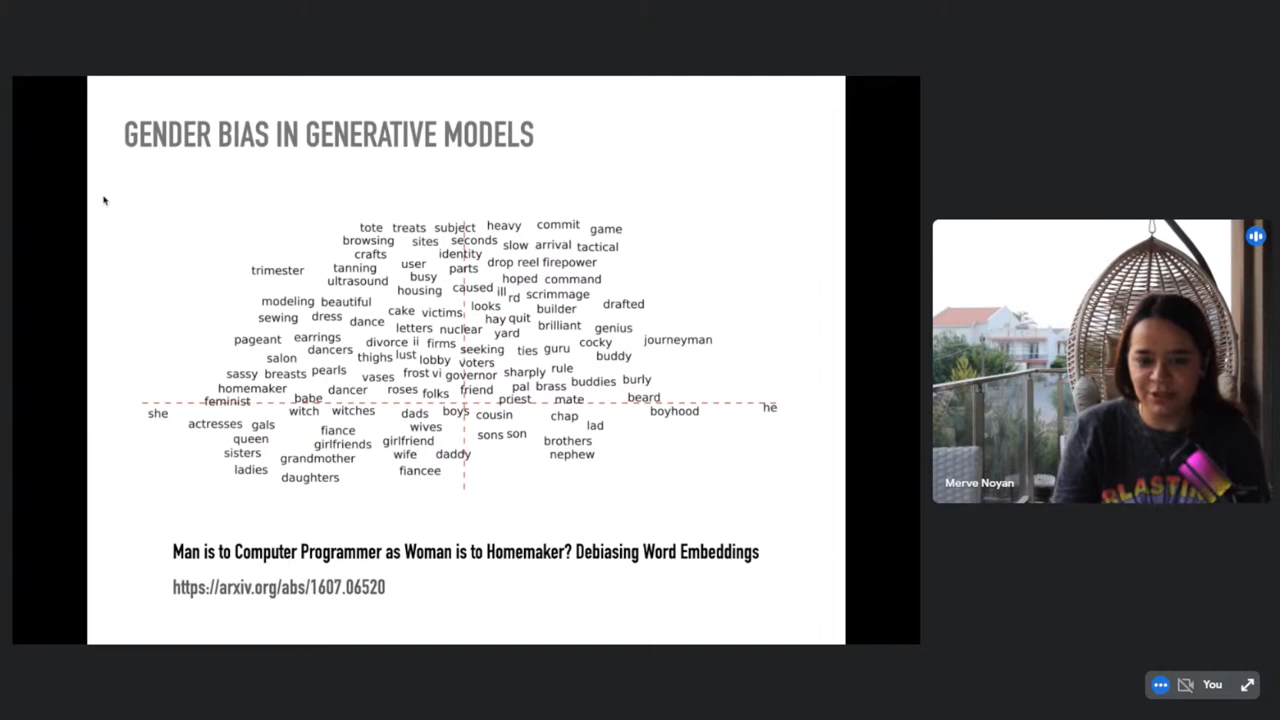 GENDER BIAS IN GENERATIVE MODELS
tote treats subject heavy commit game
browsing sites seconds slow arrival tactical
crafts user identity drop reel firepower
trimester tanning busy parts hoped command
ultrasound housing caused ill rd scrimmage
modeling beautiful cake victims looks builder drafted
sewing dress dance letters nuclear hay quit brilliant genius
pageant earrings divorce ii firms seeking yard ties guru cocky journeyman
salon dancers thighs lust lobby voters buddy
sassy breasts pearls vases frost vi governor sharply rule
homemaker dancer roses folks friend pal brass buddies burly
feminist babe priest mate beard
she witch witches dads boys cousin chap boyhood he
actresses gals fiance wives lad
queen girlfriends girlfriend sons son brothers
sisters grandmother wife daddy nephew
ladies daughters fiancee
Man is to Computer Programmer as Woman is to Homemaker? Debiasing Word Embeddings
https://arxiv.org/abs/1607.06520
BLASTI
Merve Noyan
You